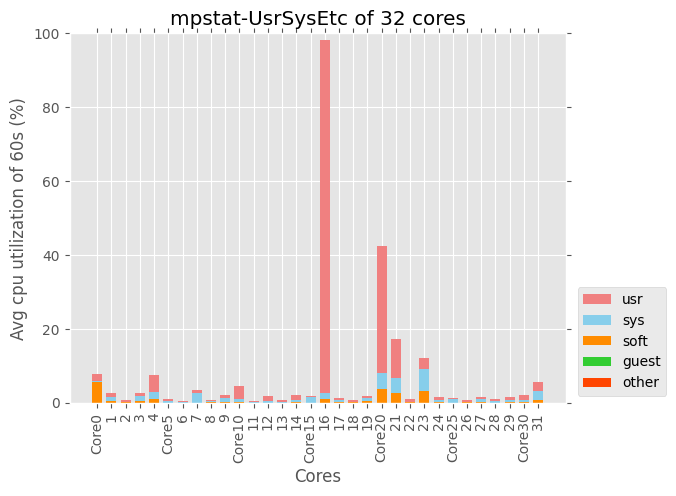 mpstat-UsrSysEtc of 32 cores
Avg cpu utilization of 60s (%)
100
80
60
40
20
0
Core0
1
2
3
4
Core5
6
7
8
9
Core10
11
12
13
14
Core15
16
17
18
19
Core20
21
22
23
24
Core25
26
27
28
29
Core30
31
Cores
usr
sys
soft
guest
other